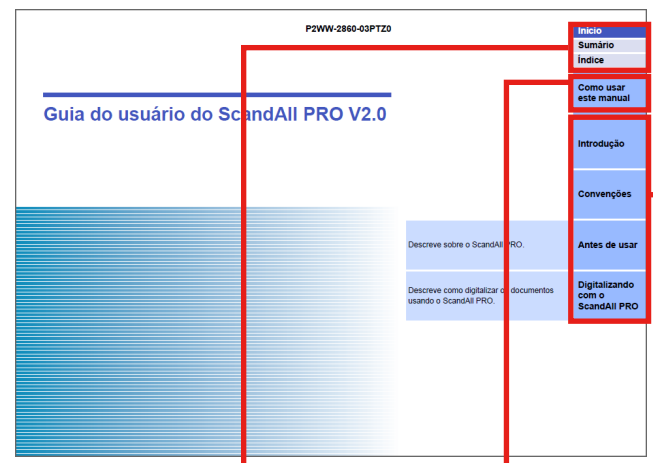 P2WW-2860-03PTZ0
Início
Sumário
Índice
Como usar
este manual
Guia do usuário do ScandAll PRO V2.0
Introdução
Convenções
Descreve sobre o ScandAll PRO.
Antes de usar
Descreve como digitalizar os documentos
usando o ScandAll PRO.
Digitalizando
com o
ScandAll PRO